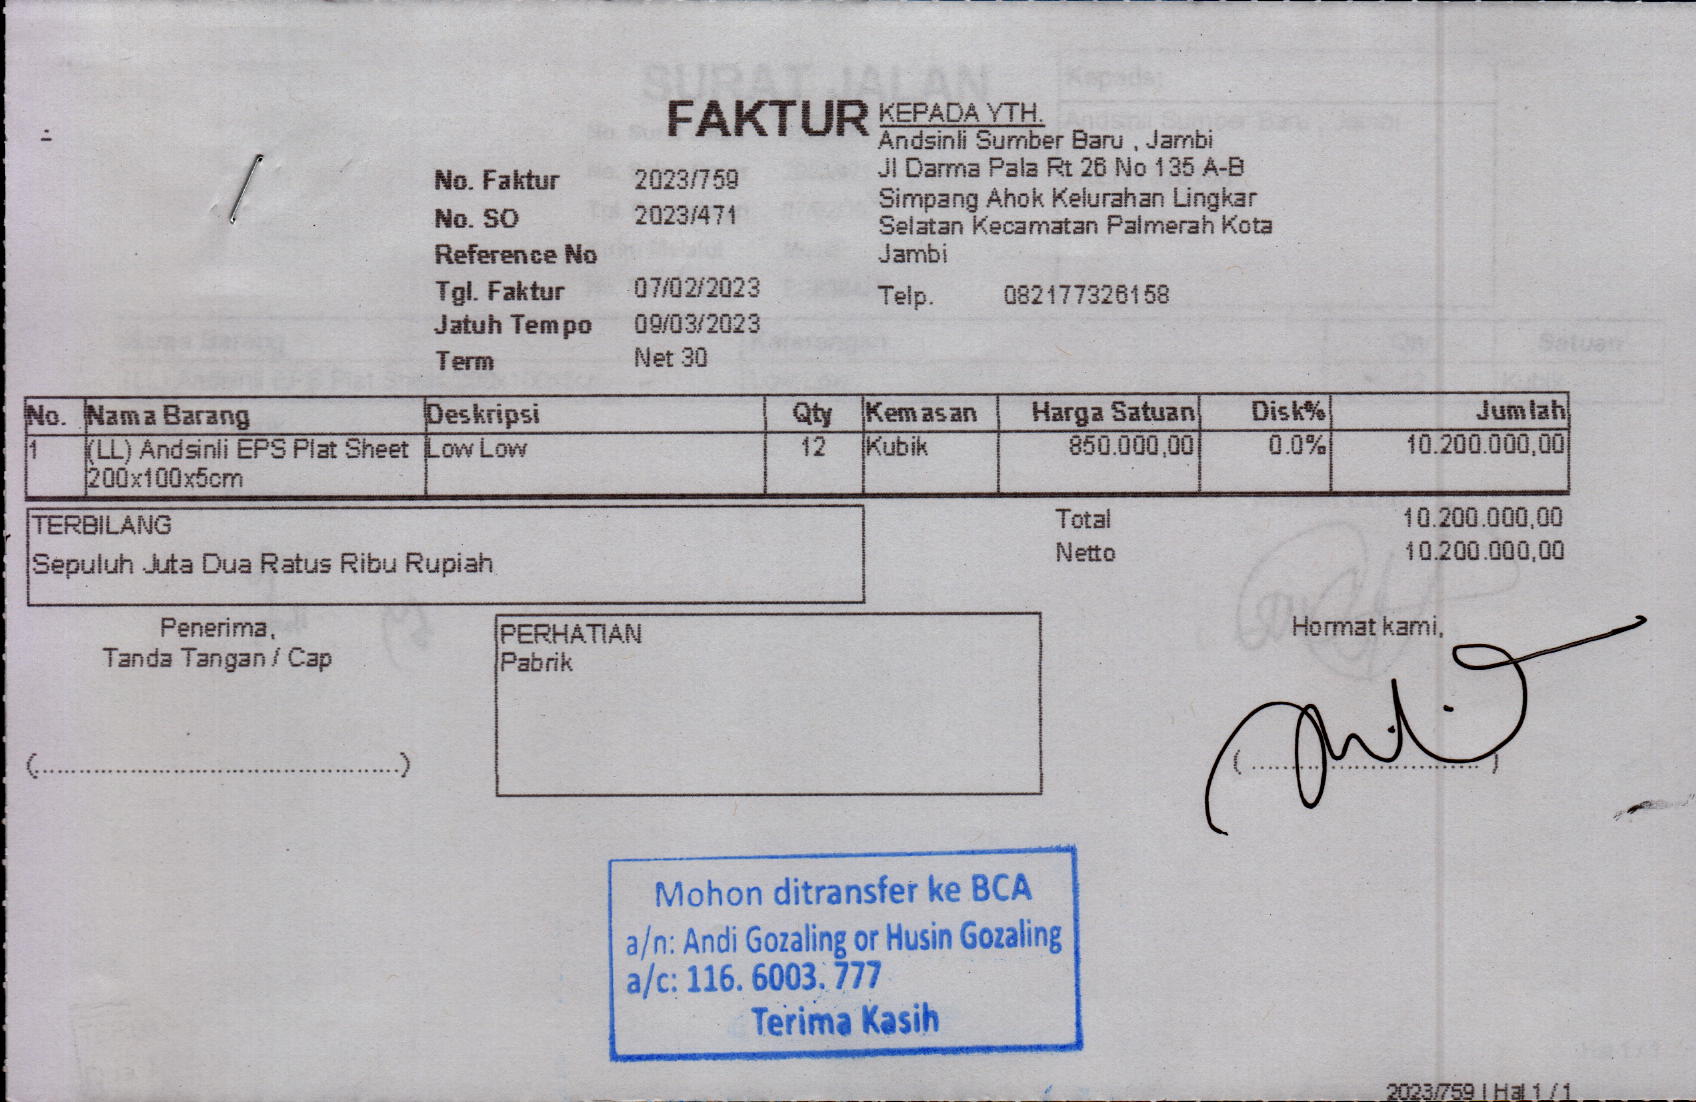 FAKTUR
KEPADA YTH.
Andsinli Sumber Baru , Jambi
Jl Darma Pala Rt 26 No 135 A-B
Simpang Ahok Kelurahan Lingkar
Selatan Kecamatan Palmerah Kota
Jambi
Telp. 082177326158
No. Faktur 2023/759
No. SO 2023/471
Reference No
Tgl. Faktur 07/02/2023
Jatuh Tempo 09/03/2023
Term Net 30
No. Nama Barang Deskripsi Qty Kemasan Harga Satuan Disk% Jumlah
1 (LL) Andsinli EPS Plat Sheet Low Low 12 Kubik 850.000,00 0.0% 10.200.000,00
200x100x5cm
TERBILANG
Sepuluh Juta Dua Ratus Ribu Rupiah
Total 10.200.000,00
Netto 10.200.000,00
Penerima,
Tanda Tangan / Cap
(..................................................)
PERHATIAN
Pabrik
Hormat kami,
( ................................ )
Mohon ditransfer ke BCA
a/n: Andi Gozaling or Husin Gozaling
a/c: 116. 6003. 777
Terima Kasih
2023/759 | Hal 1 / 1